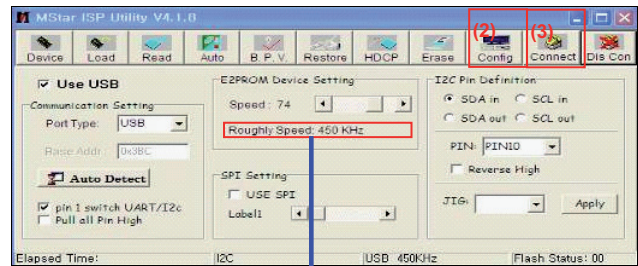 MStar ISP Utility V4.1.0
(2)
(3)
Device
Load
Read
Auto
B. P. V.
Restore
HDCP
Erase
Config
Connect
Dis Con
Use USB
Communication Setting
Port Type: USB
Base Addr: 0x3BC
Auto Detect
pin 1 switch UART/I2c
Pull all Pin High
E2PROM Device Setting
Speed: 74
Roughly Speed: 450 KHz
SPI Setting
USE SPI
Label1
I2C Pin Definition
SDA in SCL in
SDA out SCL out
PIN: PIN10
Reverse High
JIG:
Apply
Elapsed Time: I2C USB 450KHz Flash Status: 00